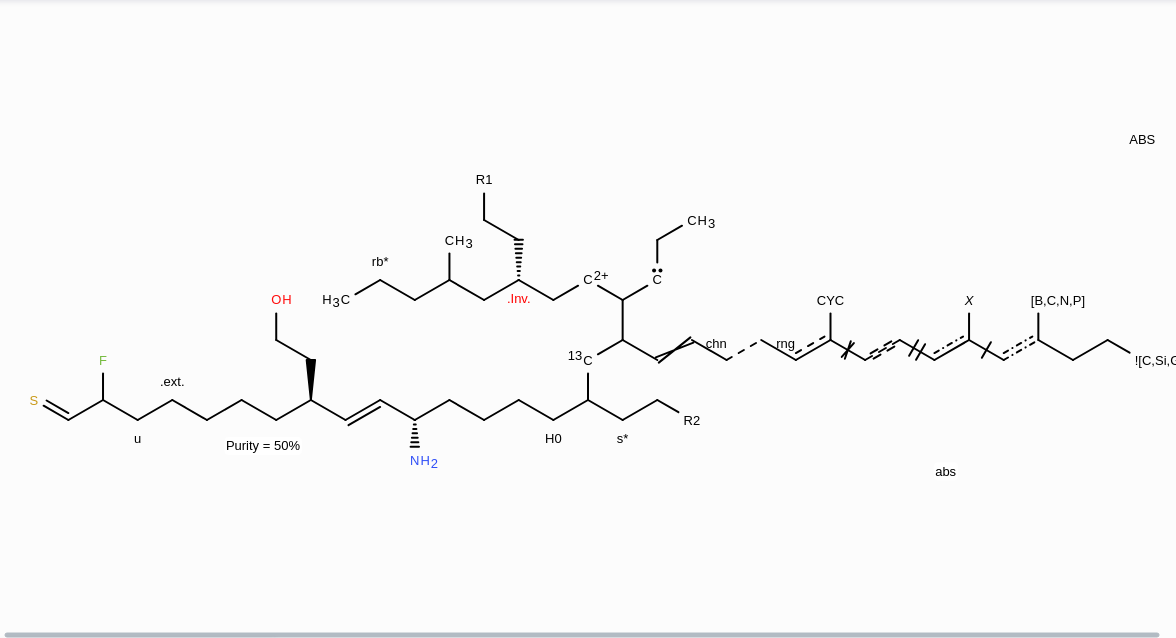 ABS
R1
CH3
CH3
rb*
C2+
C
H3C
.Inv.
OH
CYC
X
[B,C,N,P]
chn
rng
13C
F
![C,Si,G
.ext.
S
R2
u
Purity = 50%
H0
s*
NH2
abs